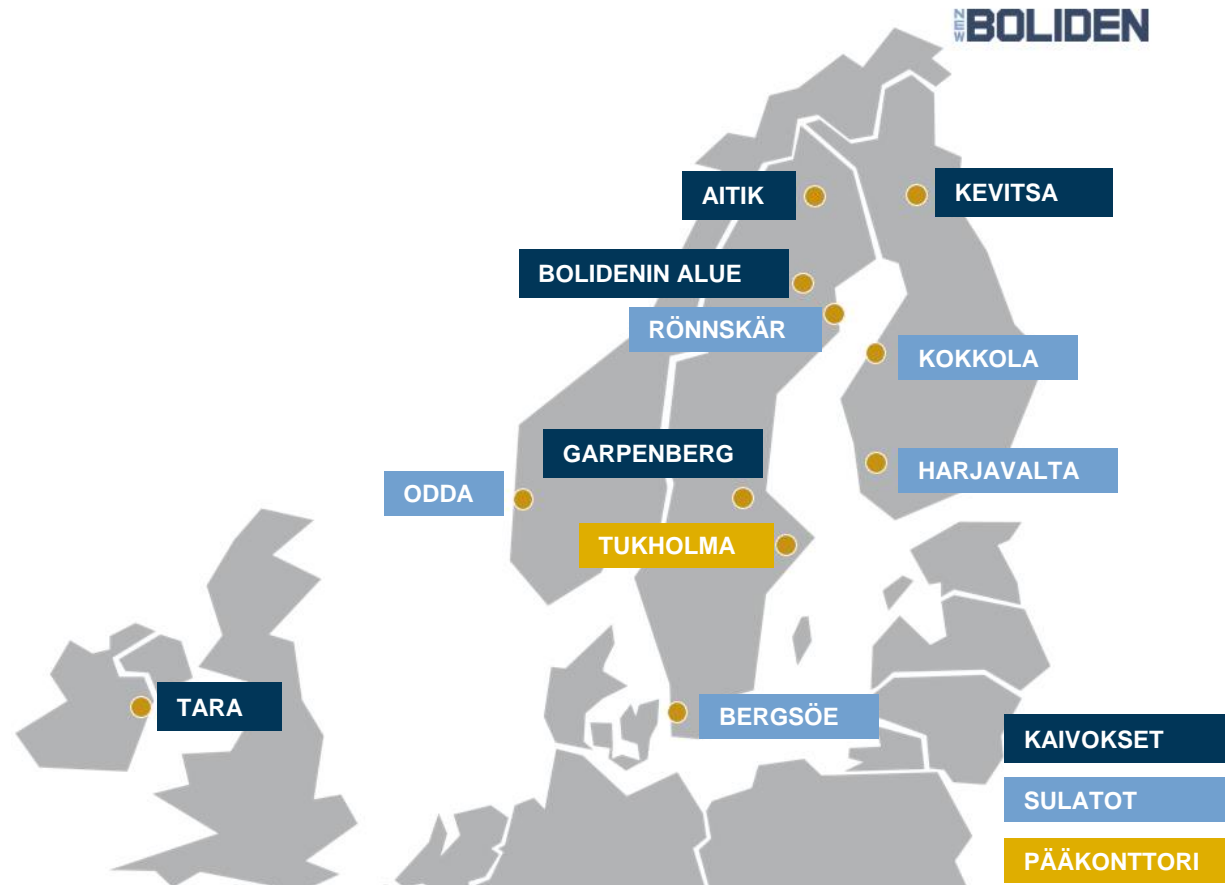 NEW BOLIDEN
AITIK
KEVITSA
BOLIDENIN ALUE
RÖNNSKÄR
KOKKOLA
GARPENBERG
HARJAVALTA
ODDA
TUKHOLMA
TARA
BERGSÖE
KAIVOKSET
SULATOT
PÄÄKONTTORI